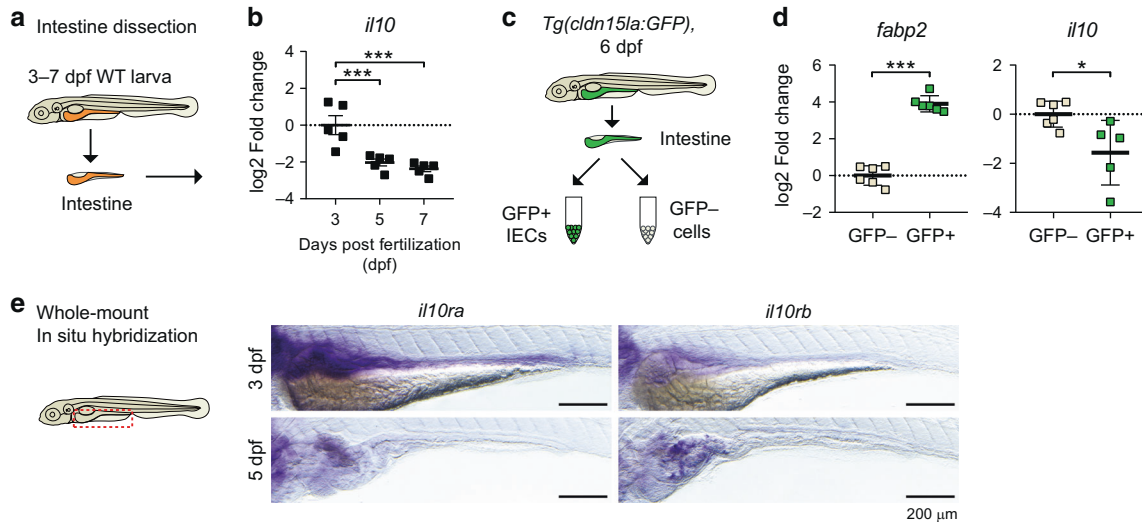 a
Intestine dissection
3–7 dpf WT larva
Intestine
b
il10
***
***
log2 Fold change
4
2
0
−2
−4
3 5 7
Days post fertilization
(dpf)
c
Tg(cldn15la:GFP),
6 dpf
Intestine
GFP+
IECs
GFP–
cells
d
fabp2
***
log2 Fold change
6
4
2
0
−2
GFP– GFP+
il10
*
2
0
−2
−4
GFP– GFP+
e
Whole-mount
In situ hybridization
il10ra
il10rb
3 dpf
5 dpf
200 μm